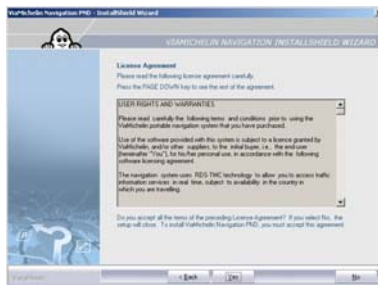 ViaMichelin Navigation PND - InstallShield Wizard
VIAMICHELIN NAVIGATION INSTALLSHIELD WIZARD
License Agreement
Please read the following license agreement carefully.
Press the PAGE DOWN key to see the rest of the agreement.
USER RIGHTS AND WARRANTIES
Please read carefully the following terms and conditions prior to using the
ViaMichelin portable navigation system that you have purchased.
Use of the software provided with this system is subject to a licence granted by
ViaMichelin, and/or other suppliers, to the initial buyer, i.e., the end-user
(hereinafter "You"), for his/her personal use, in accordance with the following
software licensing agreement.
The navigation system uses RDS-TMC technology to allow you to access traffic
information services in real time, subject to availability in the country in
which you are travelling.
Do you accept all the terms of the preceding License Agreement? If you select No, the
setup will close. To install ViaMichelin Navigation PND, you must accept this agreement.
< Back
Yes
No